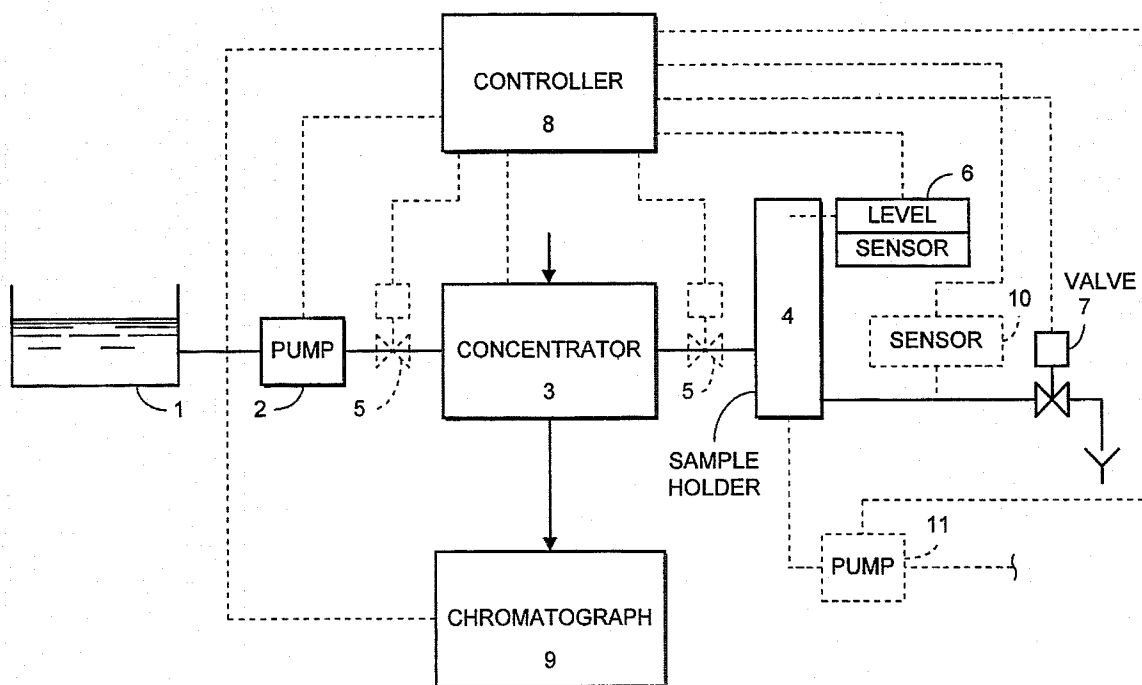 CONTROLLER
8
6
LEVEL
SENSOR
VALVE
7
10
SENSOR
4
PUMP
CONCENTRATOR
3
1
2
5
5
SAMPLE
HOLDER
11
PUMP
CHROMATOGRAPH
9